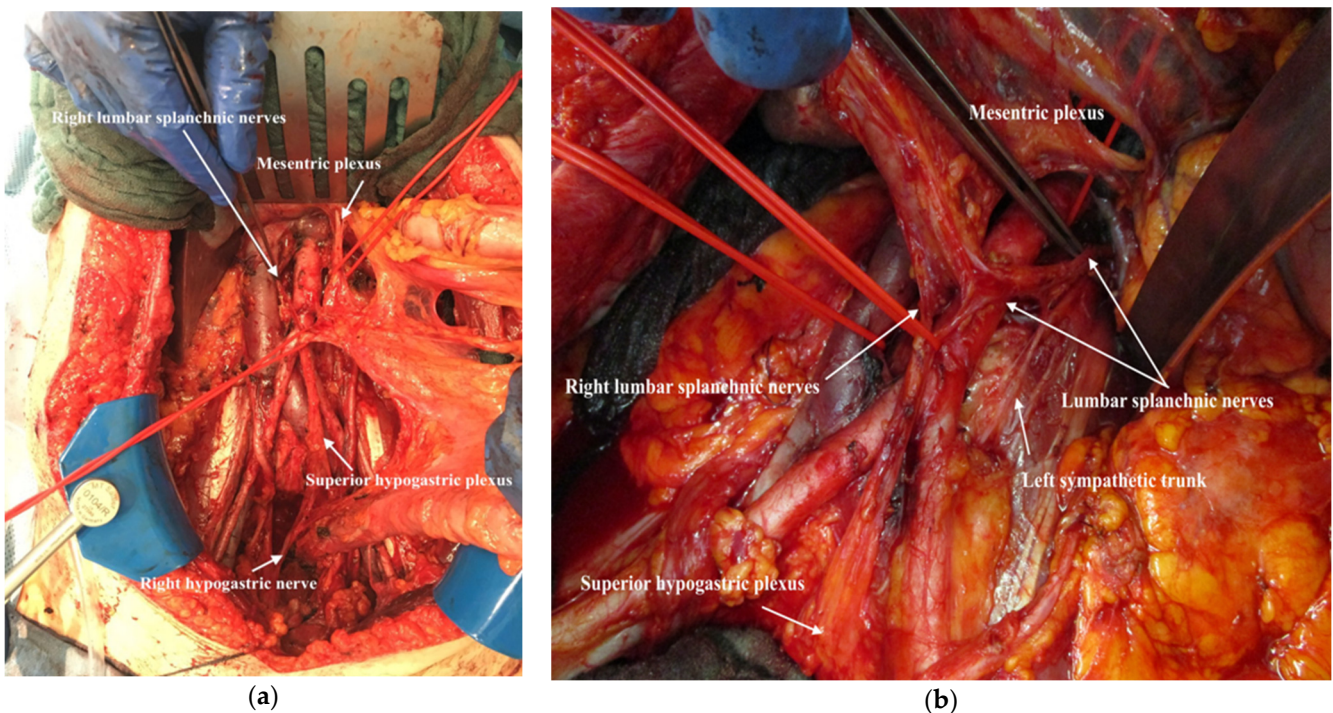 Right lumbar splanchnic nerves
Mesentric plexus
0104/R
Superior hypogastric plexus
Right hypogastric nerve
(a)
Mesentric plexus
Right lumbar splanchnic nerves
Lumbar splanchnic nerves
Left sympathetic trunk
Superior hypogastric plexus
(b)